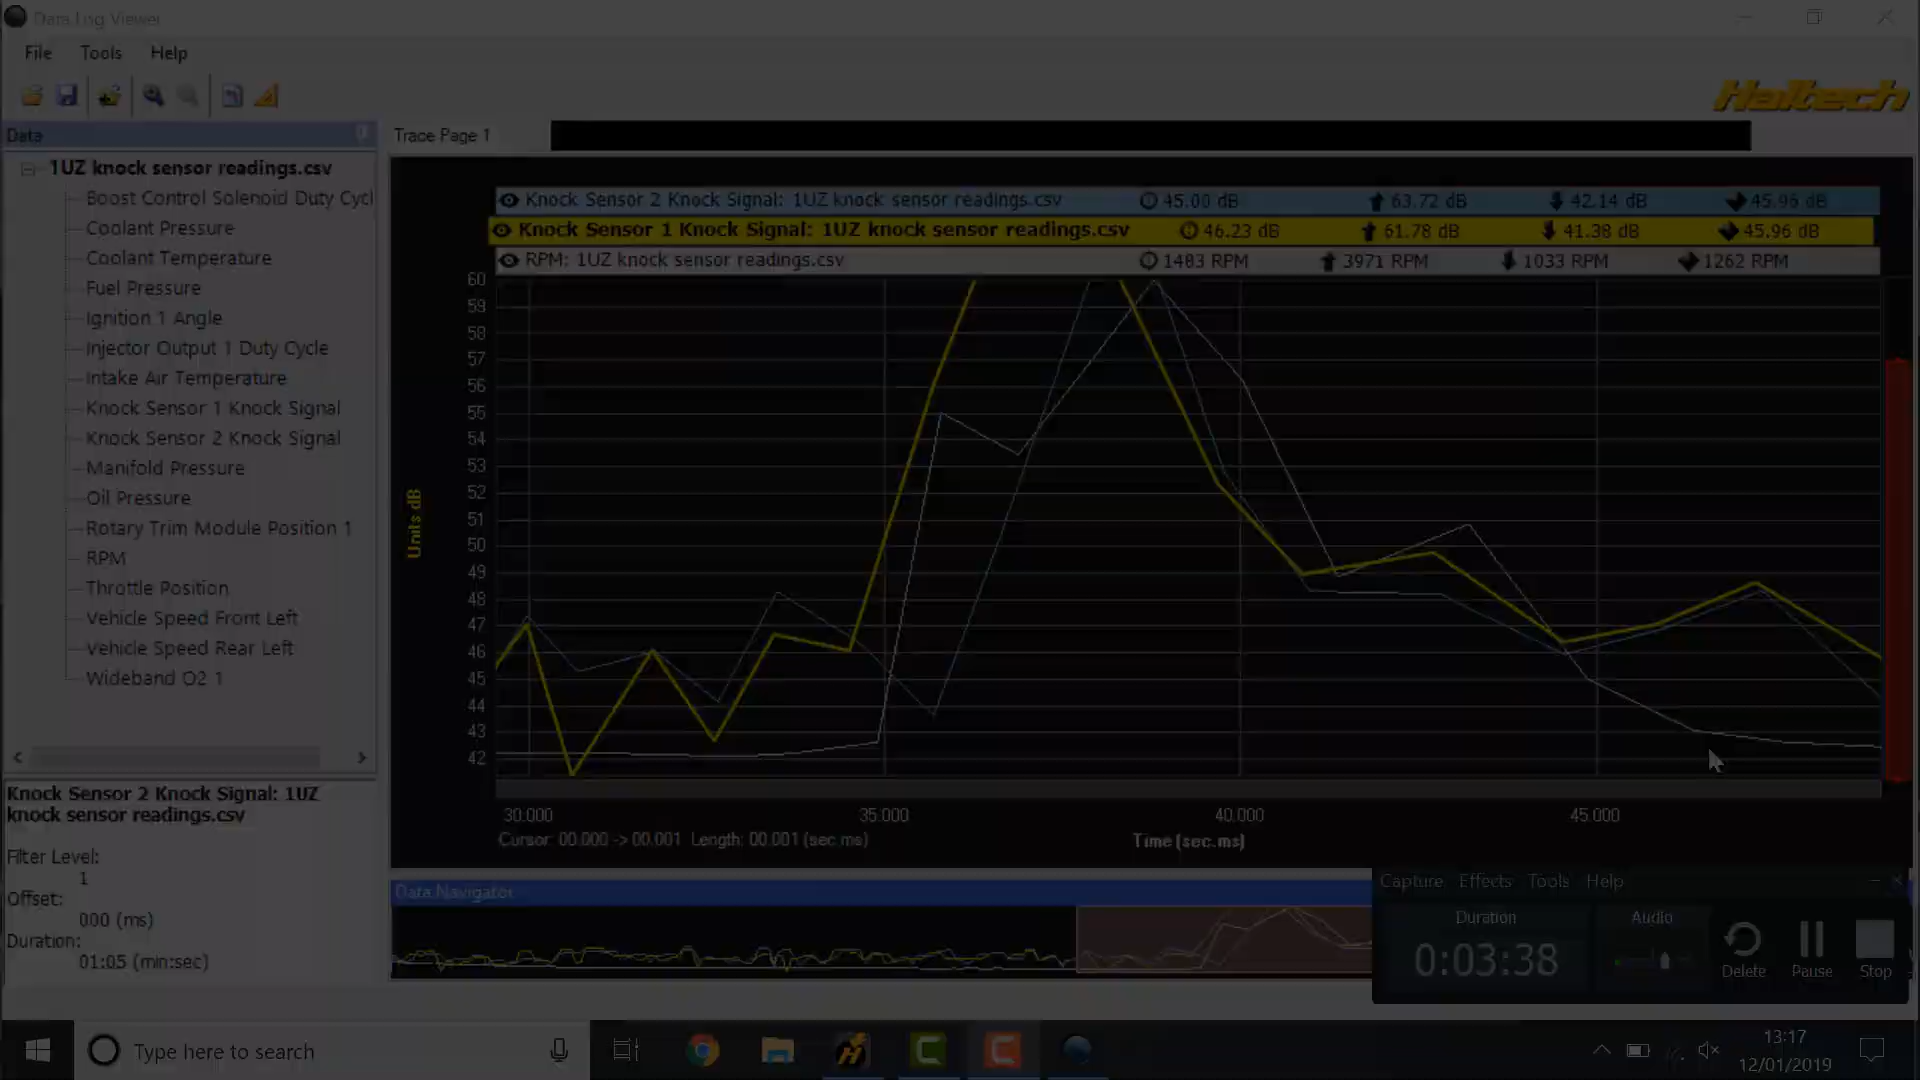 Data Log Viewer
File Tools Help
Haltech
Data
Trace Page 1
1UZ knock sensor readings.csv
Boost Control Solenoid Duty Cycl
Coolant Pressure
Coolant Temperature
Fuel Pressure
Ignition 1 Angle
Injector Output 1 Duty Cycle
Intake Air Temperature
Knock Sensor 1 Knock Signal
Knock Sensor 2 Knock Signal
Manifold Pressure
Oil Pressure
Rotary Trim Module Position 1
RPM
Throttle Position
Vehicle Speed Front Left
Vehicle Speed Rear Left
Wideband O2 1
Knock Sensor 2 Knock Signal: 1UZ
knock sensor readings.csv
Filter Level:
1
Offset:
000 (ms)
Duration:
01:05 (min:sec)
Knock Sensor 2 Knock Signal: 1UZ knock sensor readings.csv 45.00 dB 63.72 dB 42.14 dB 45.96 dB
Knock Sensor 1 Knock Signal: 1UZ knock sensor readings.csv 46.23 dB 61.78 dB 41.38 dB 45.96 dB
RPM: 1UZ knock sensor readings.csv 1483 RPM 3971 RPM 1033 RPM 1262 RPM
60
59
58
57
56
55
54
53
52
51
50
49
48
47
46
45
44
43
42
Units dB
30.000 35.000 40.000 45.000
Cursor: 00.000 -> 00.001 Length: 00.001 (sec.ms)
Time (sec.ms)
Data Navigator
Capture Effects Tools Help
Duration Audio
0:03:38
Delete Pause Stop
Type here to search
13:17
12/01/2019